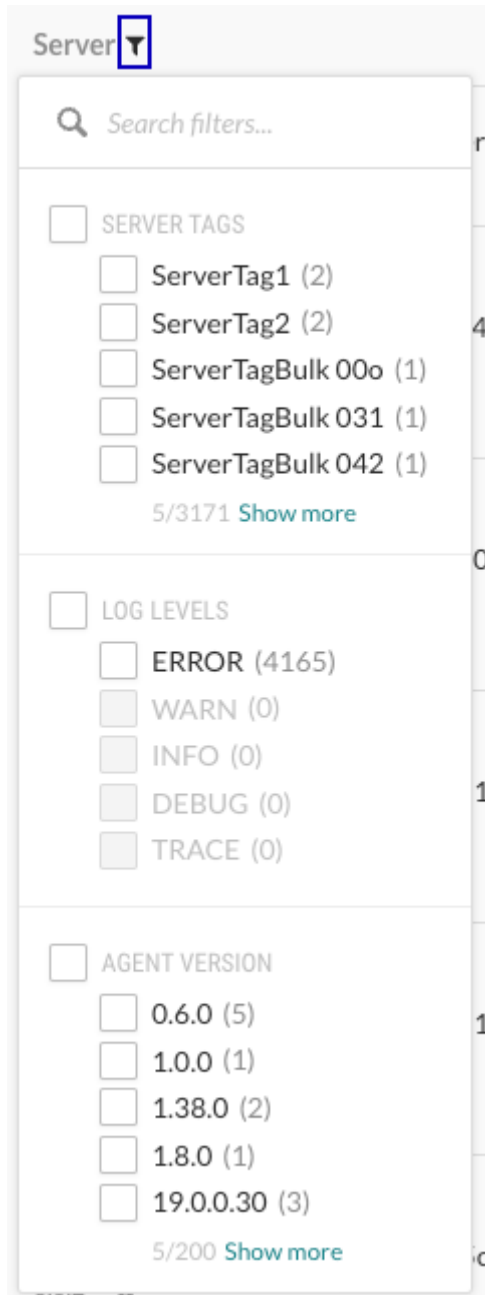 Server
Search filters...
SERVER TAGS
ServerTag1 (2)
ServerTag2 (2)
ServerTagBulk 00o (1)
ServerTagBulk 031 (1)
ServerTagBulk 042 (1)
5/3171 Show more
LOG LEVELS
ERROR (4165)
WARN (0)
INFO (0)
DEBUG (0)
TRACE (0)
AGENT VERSION
0.6.0 (5)
1.0.0 (1)
1.38.0 (2)
1.8.0 (1)
19.0.0.30 (3)
5/200 Show more